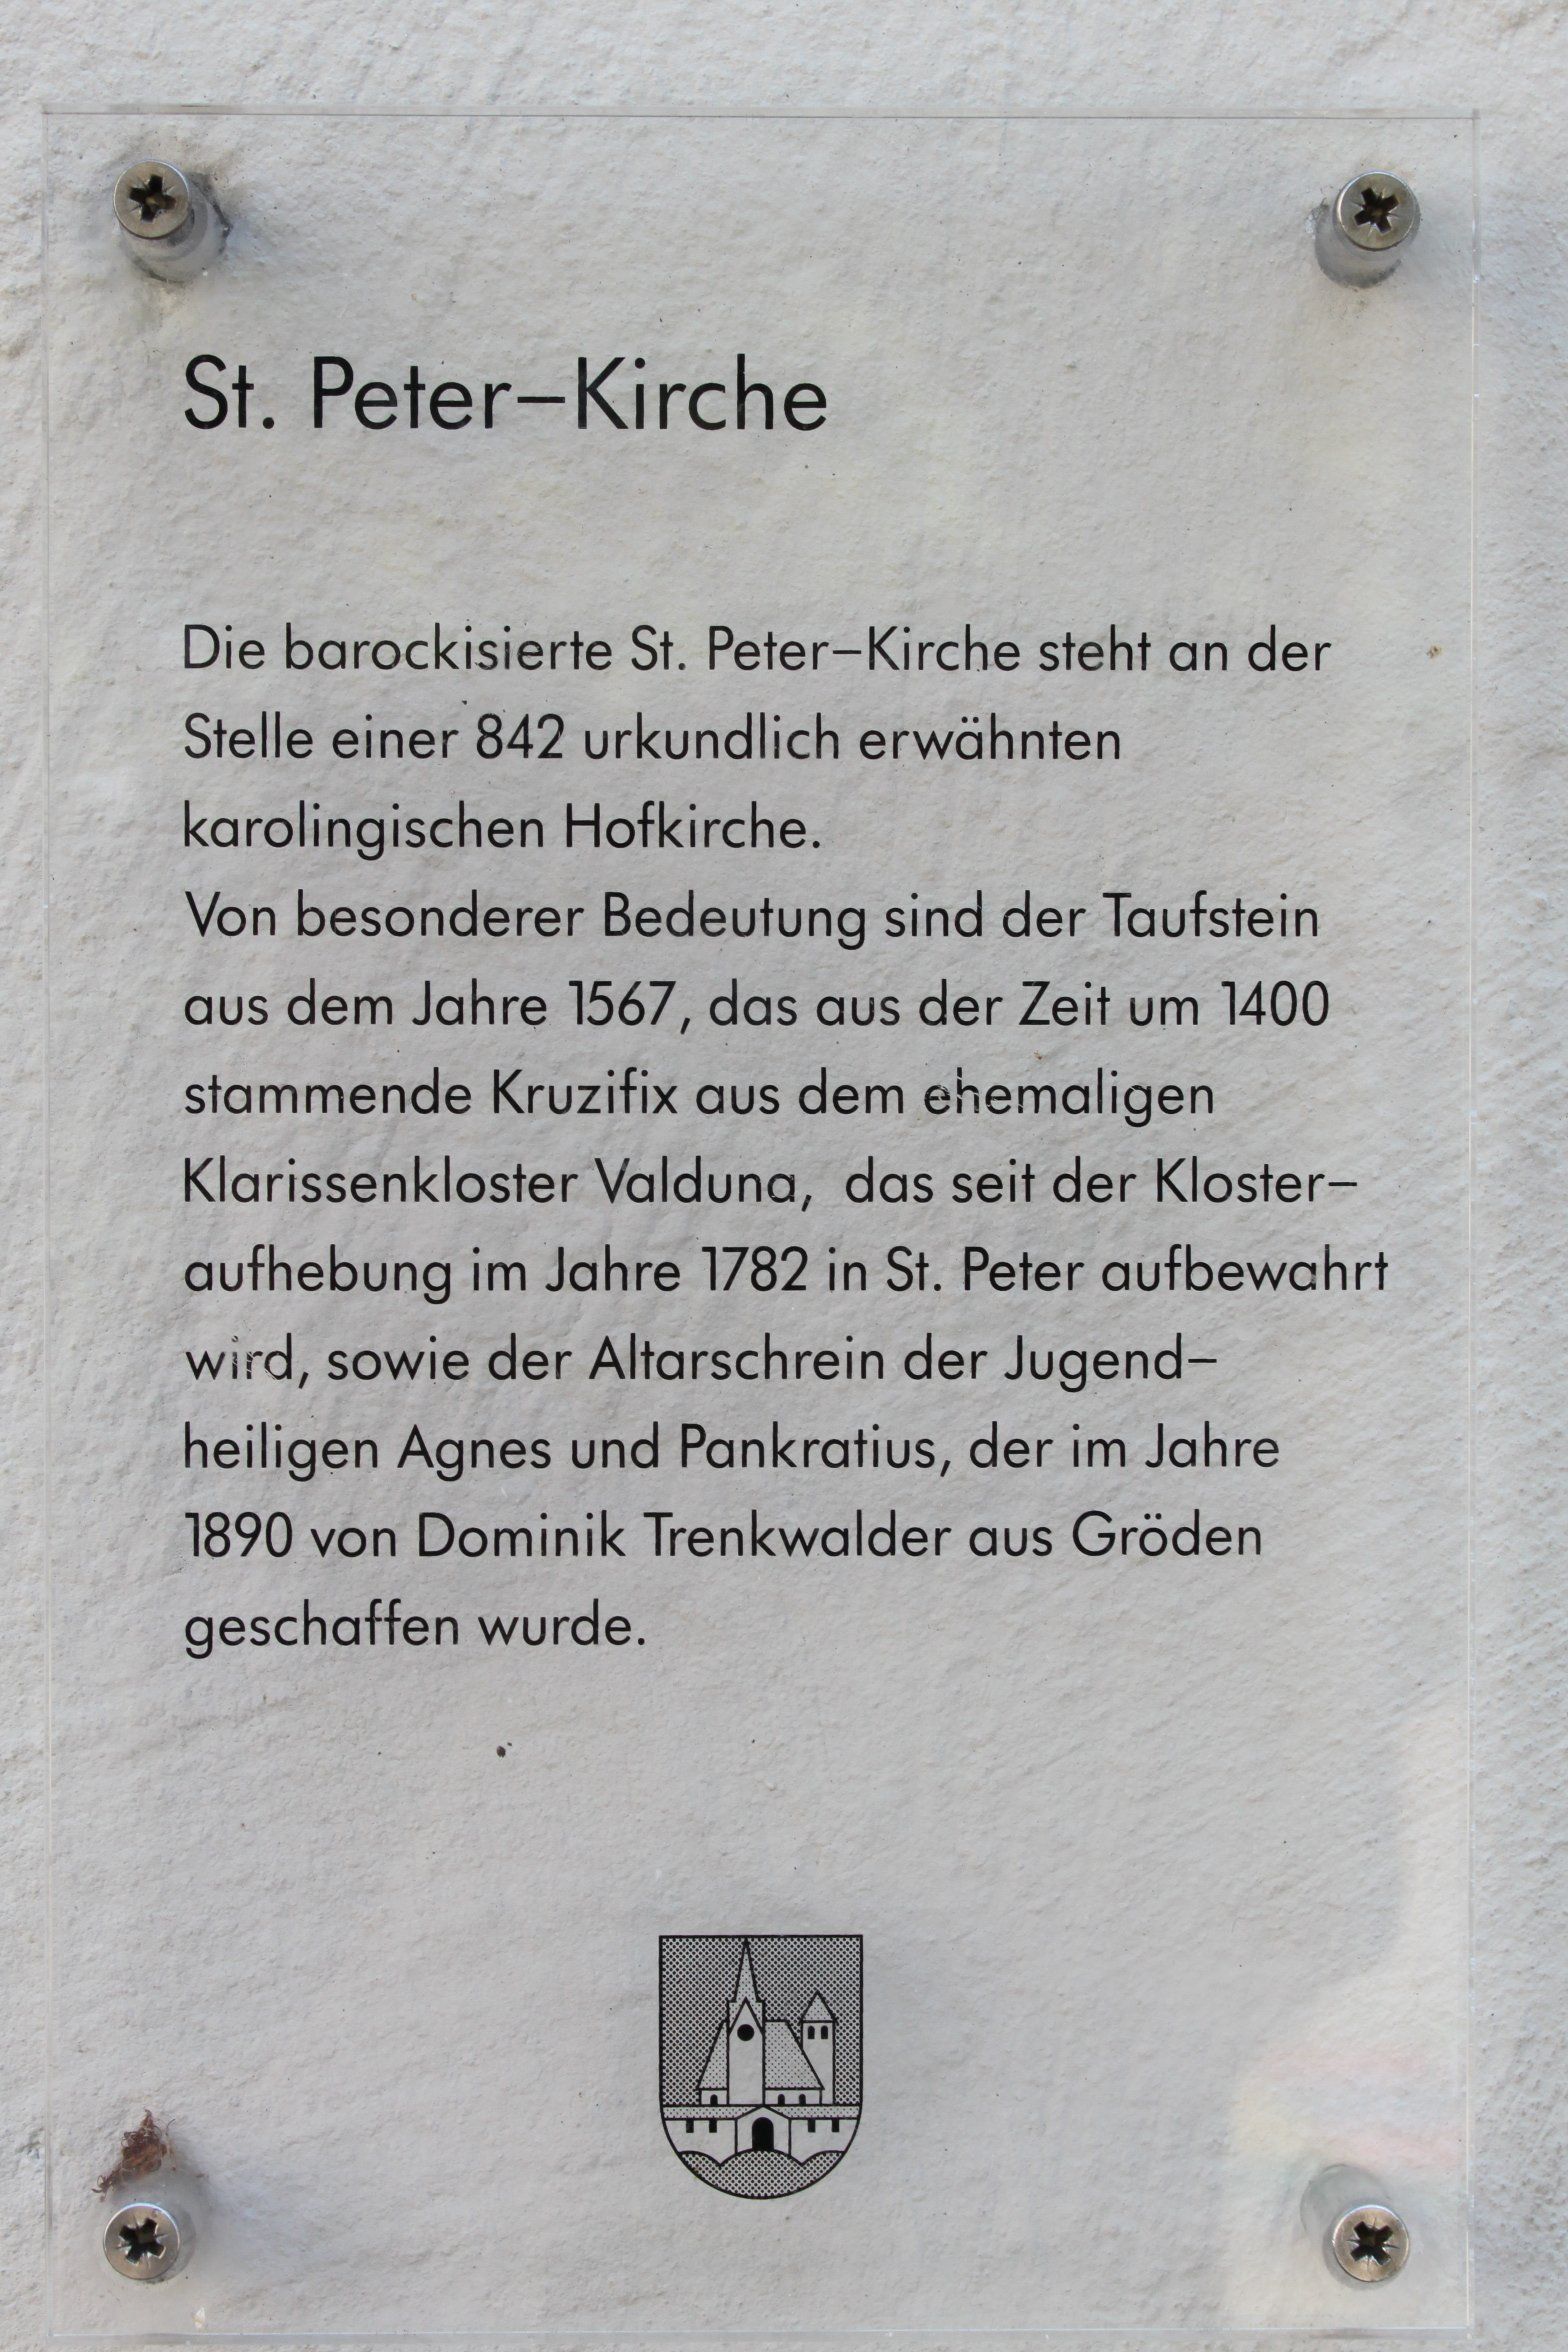 St. Peter–Kirche
Die barockisierte St. Peter–Kirche steht an der
Stelle einer 842 urkundlich erwähnten
karolingischen Hofkirche.
Von besonderer Bedeutung sind der Taufstein
aus dem Jahre 1567, das aus der Zeit um 1400
stammende Kruzifix aus dem ehemaligen
Klarissenkloster Valduna, das seit der Kloster–
aufhebung im Jahre 1782 in St. Peter aufbewahrt
wird, sowie der Altarschrein der Jugend–
heiligen Agnes und Pankratius, der im Jahre
1890 von Dominik Trenkwalder aus Gröden
geschaffen wurde.